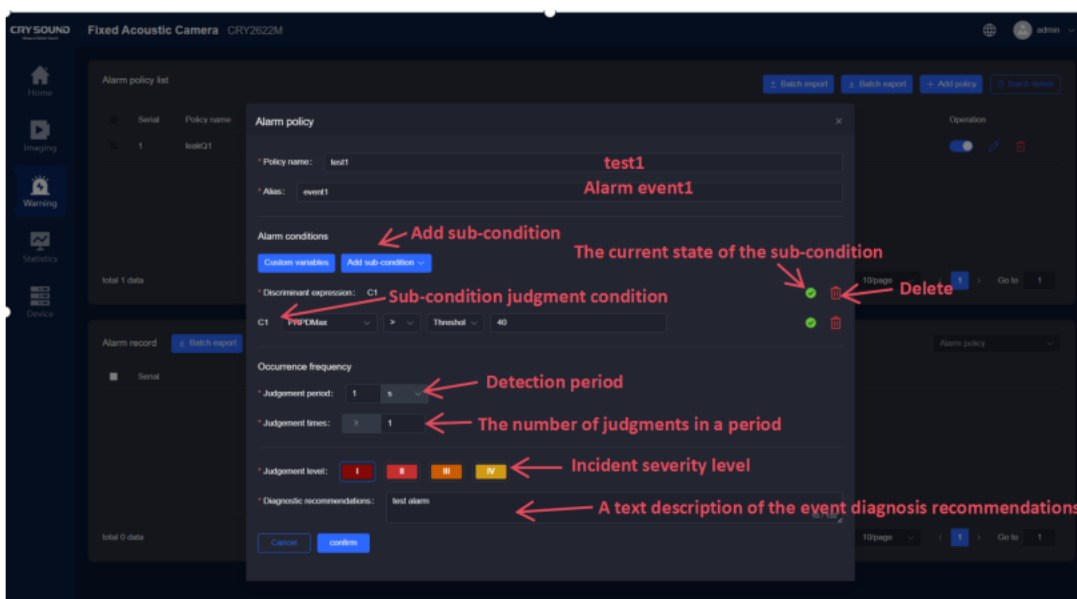 CRYSOUND Fixed Acoustic Camera CRY2622M admin
Home
Imaging
Warning
Statistics
Device
Alarm policy list
Batch export Batch export + Add policy Batch delete
Serial Policy name Operation
1 leakQ1
total 1 data
10/page 1 Go to 1
Alarm record Batch export Alarm policy
Serial
total 0 data
10/page 1 Go to 1
Alarm policy ×
* Policy name: test1 test1
* Alias: event1 Alarm event1
Alarm conditions
Add sub-condition
The current state of the sub-condition
Custom variables Add sub-condition
Delete
* Discriminant expression: C1
Sub-condition judgment condition
C1 PRPDMax > Threshol 40
Occurrence frequency
Detection period
* Judgement period: 1 s
* Judgement times: ≥ 1
The number of judgments in a period
* Judgement level: I II III IV
Incident severity level
* Diagnostic recommendations: test alarm
A text description of the event diagnosis recommendations
Cancel confirm